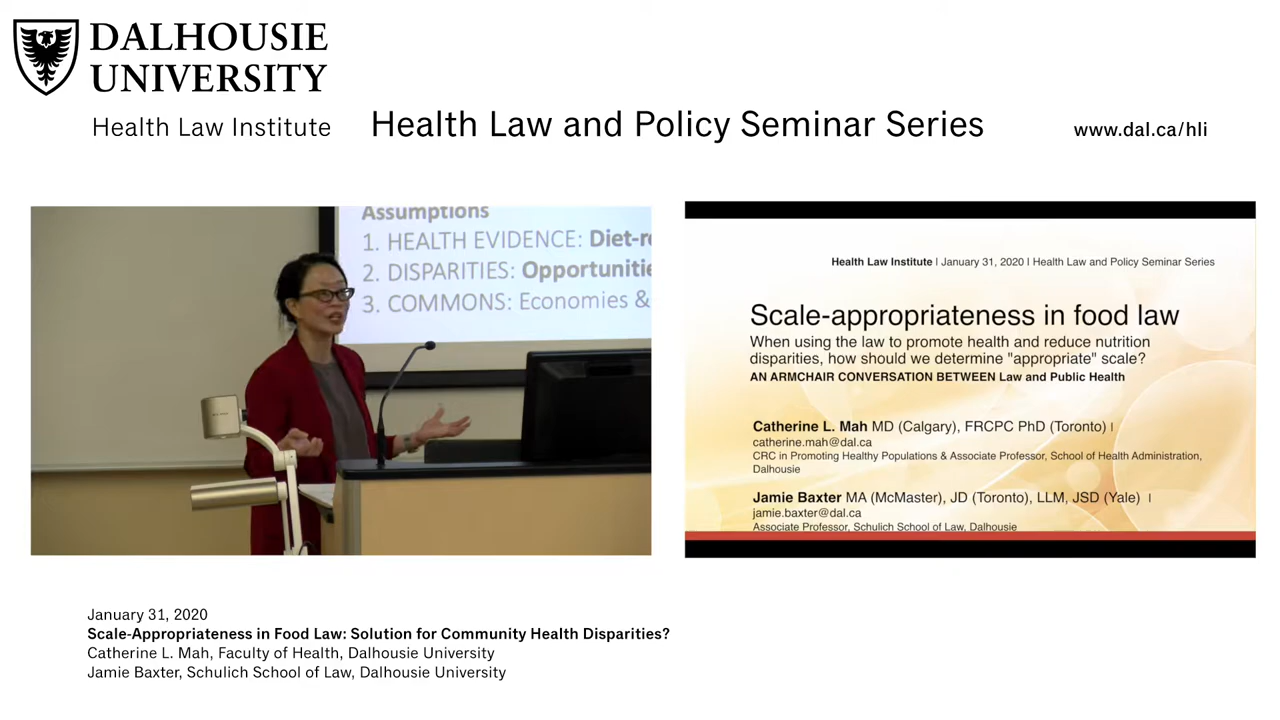 DALHOUSIE
UNIVERSITY
Health Law Institute
Health Law and Policy Seminar Series
www.dal.ca/hli
Assumptions
1. HEALTH EVIDENCE: Diet-r
2. DISPARITIES: Opportunitie
3. COMMONS: Economies &
Health Law Institute | January 31, 2020 | Health Law and Policy Seminar Series
Scale-appropriateness in food law
When using the law to promote health and reduce nutrition
disparities, how should we determine "appropriate" scale?
AN ARMCHAIR CONVERSATION BETWEEN Law and Public Health
Catherine L. Mah MD (Calgary), FRCPC PhD (Toronto) |
catherine.mah@dal.ca
CRC in Promoting Healthy Populations & Associate Professor, School of Health Administration,
Dalhousie
Jamie Baxter MA (McMaster), JD (Toronto), LLM, JSD (Yale) |
jamie.baxter@dal.ca
Associate Professor, Schulich School of Law, Dalhousie
January 31, 2020
Scale-Appropriateness in Food Law: Solution for Community Health Disparities?
Catherine L. Mah, Faculty of Health, Dalhousie University
Jamie Baxter, Schulich School of Law, Dalhousie University